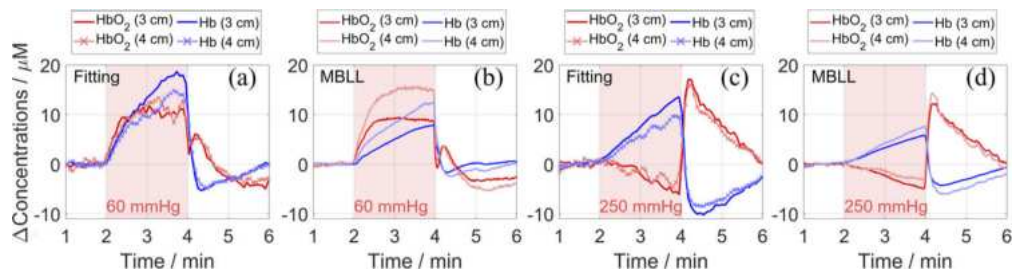 HbO2 (3 cm) Hb (3 cm)
HbO2 (4 cm) Hb (4 cm)
HbO2 (3 cm) Hb (3 cm)
HbO2 (4 cm) Hb (4 cm)
HbO2 (3 cm) Hb (3 cm)
HbO2 (4 cm) Hb (4 cm)
HbO2 (3 cm) Hb (3 cm)
HbO2 (4 cm) Hb (4 cm)
ΔConcentrations / μM
Fitting (a)
20
10
0
-10
60 mmHg
1 2 3 4 5 6
Time / min
MBLL (b)
20
10
0
-10
60 mmHg
1 2 3 4 5 6
Time / min
Fitting (c)
20
10
0
-10
250 mmHg
1 2 3 4 5 6
Time / min
MBLL (d)
20
10
0
-10
250 mmHg
1 2 3 4 5 6
Time / min